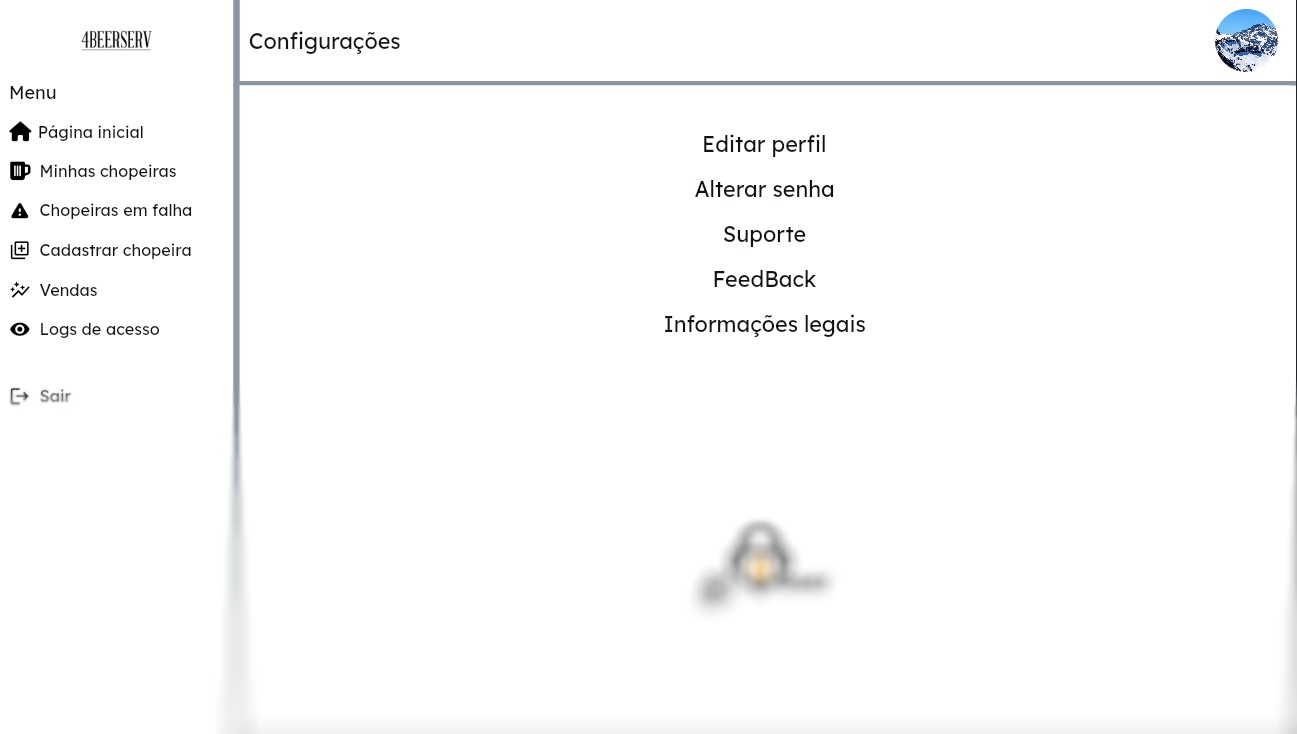 4BEERSERV
Configurações
Menu
Página inicial
Minhas chopeiras
Chopeiras em falha
Cadastrar chopeira
Vendas
Logs de acesso
Sair
Editar perfil
Alterar senha
Suporte
FeedBack
Informações legais